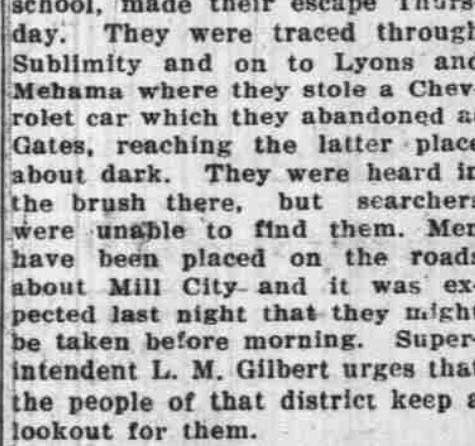 school, made their escape Thurs-
day. They were traced through
Sublimity and on to Lyons and
Mehama where they stole a Chev-
rolet car which they abandoned at
Gates, reaching the latter place
about dark. They were heard in
the brush there, but searchers
were unable to find them. Men
have been placed on the roads
about Mill City and it was ex-
pected last night that they might
be taken before morning. Super-
intendent L. M. Gilbert urges that
the people of that district keep a
lookout for them.